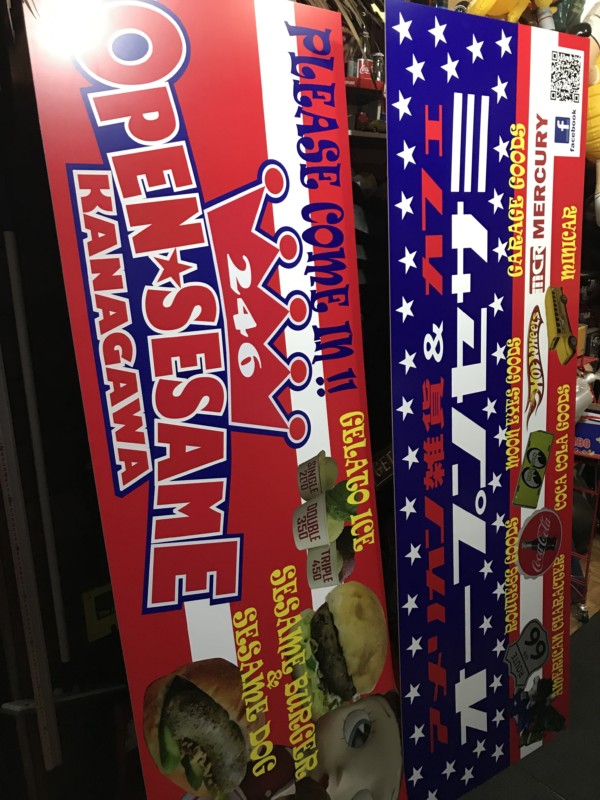 PLEASE COME IN !!
OPEN★SESAME
246
KANAGAWA
GELATO ICE
SINGLE
DOUBLE
350
TRIPLE
450
SESAME BURGER
&
SESAME DOG
アメリカン雑貨 & カフェ
オープンセサミ
ROUTE66 GOODS
MOON EYES GOODS
GARAGE GOODS
ROUTE
66
Coca-Cola
Hot Wheels
MERCURY
f
facebook
AMERICAN CHARACTER
COCA COLA GOODS
MINICAR